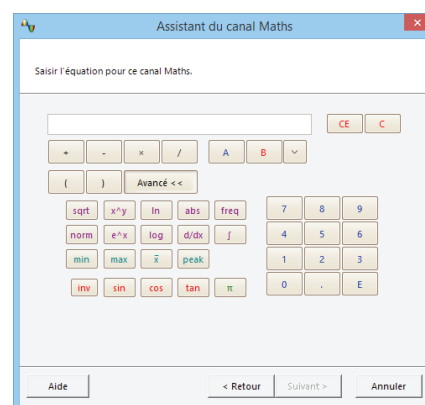 Assistant du canal Maths
Saisir l'équation pour ce canal Maths.
CE C
+ - × / A B
( ) Avancé <<
sqrt x^y ln abs freq 7 8 9
norm e^x log d/dx ∫ 4 5 6
min max x̄ peak 1 2 3
inv sin cos tan π 0 . E
Aide < Retour Suivant > Annuler